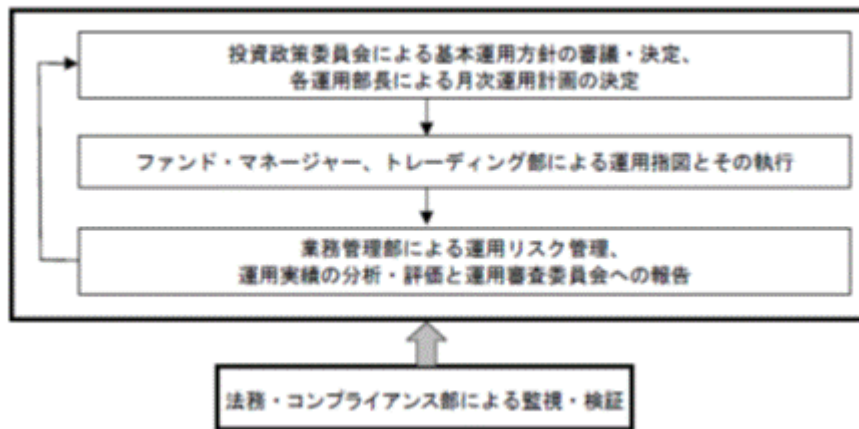 投資政策委員会による基本運用方針の審議・決定、
各運用部長による月次運用計画の決定
ファンド・マネージャー、トレーディング部による運用指図とその執行
業務管理部による運用リスク管理、
運用実績の分析・評価と運用審査委員会への報告
法務・コンプライアンス部による監視・検証